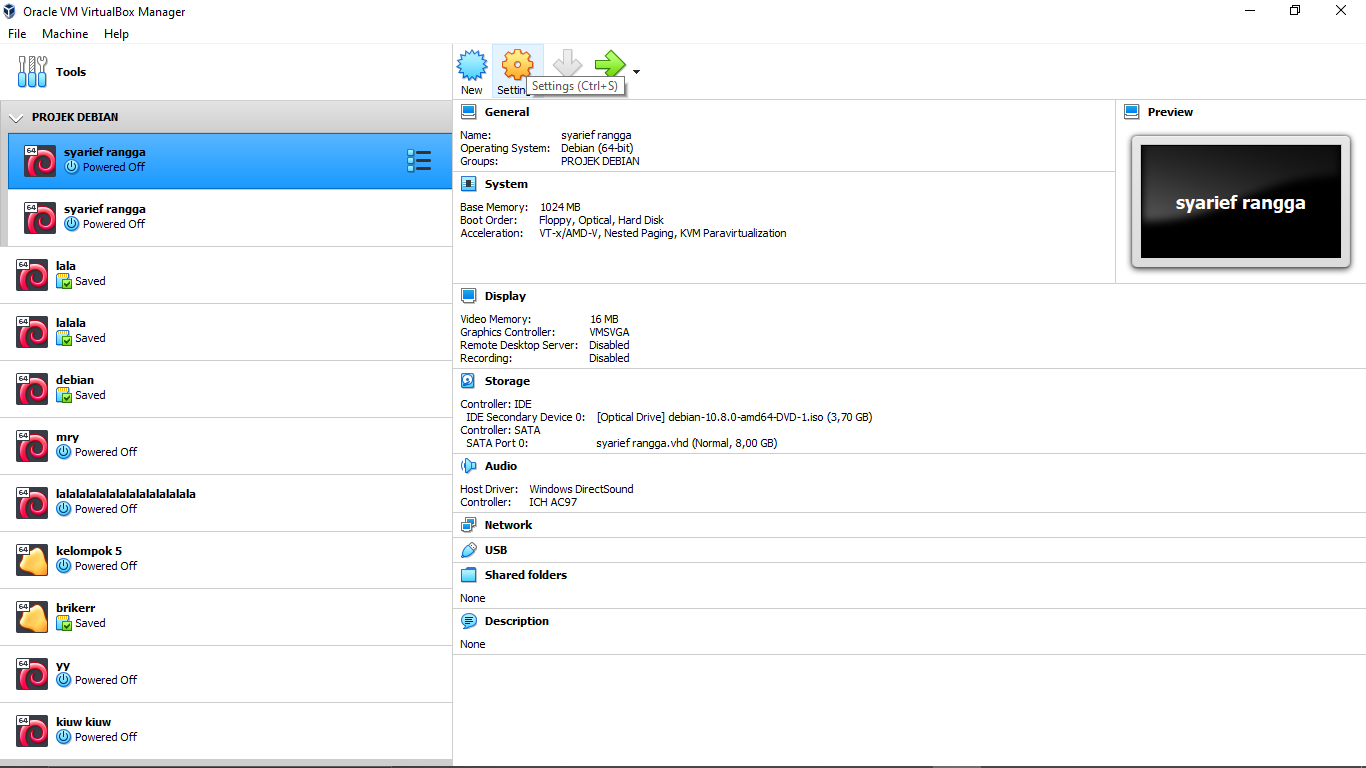 Oracle VM VirtualBox Manager
File Machine Help
Tools
New
Setting
Settings (Ctrl+S)
PROJEK DEBIAN
64
syarief rangga
Powered Off
64
syarief rangga
Powered Off
64
lala
Saved
64
lalala
Saved
64
debian
Saved
64
mry
Powered Off
64
lalalalalalalalalalalalalala
Powered Off
64
kelompok 5
Powered Off
64
brikerr
Saved
64
yy
Powered Off
64
kiuw kiuw
Powered Off
General
Name: syarief rangga
Operating System: Debian (64-bit)
Groups: PROJEK DEBIAN
Preview
syarief rangga
System
Base Memory: 1024 MB
Boot Order: Floppy, Optical, Hard Disk
Acceleration: VT-x/AMD-V, Nested Paging, KVM Paravirtualization
Display
Video Memory: 16 MB
Graphics Controller: VMSVGA
Remote Desktop Server: Disabled
Recording: Disabled
Storage
Controller: IDE
IDE Secondary Device 0: [Optical Drive] debian-10.8.0-amd64-DVD-1.iso (3,70 GB)
Controller: SATA
SATA Port 0: syarief rangga.vhd (Normal, 8,00 GB)
Audio
Host Driver: Windows DirectSound
Controller: ICH AC97
Network
USB
Shared folders
None
Description
None